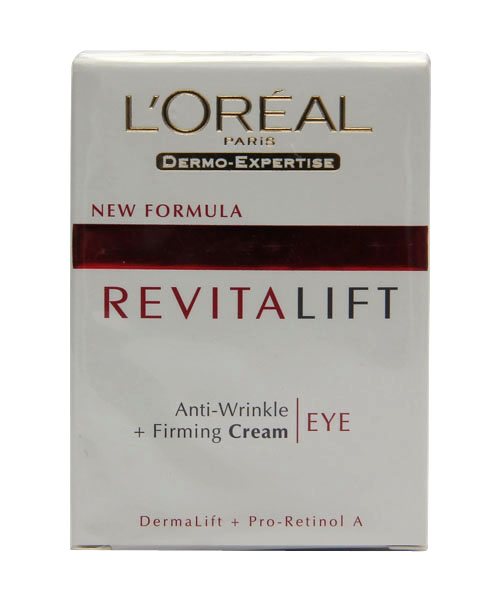 L'ORÉAL
PARIS
DERMO-EXPERTISE
NEW FORMULA
REVITALIFT
Anti-Wrinkle
+ Firming Cream
EYE
DermaLift + Pro-Retinol A